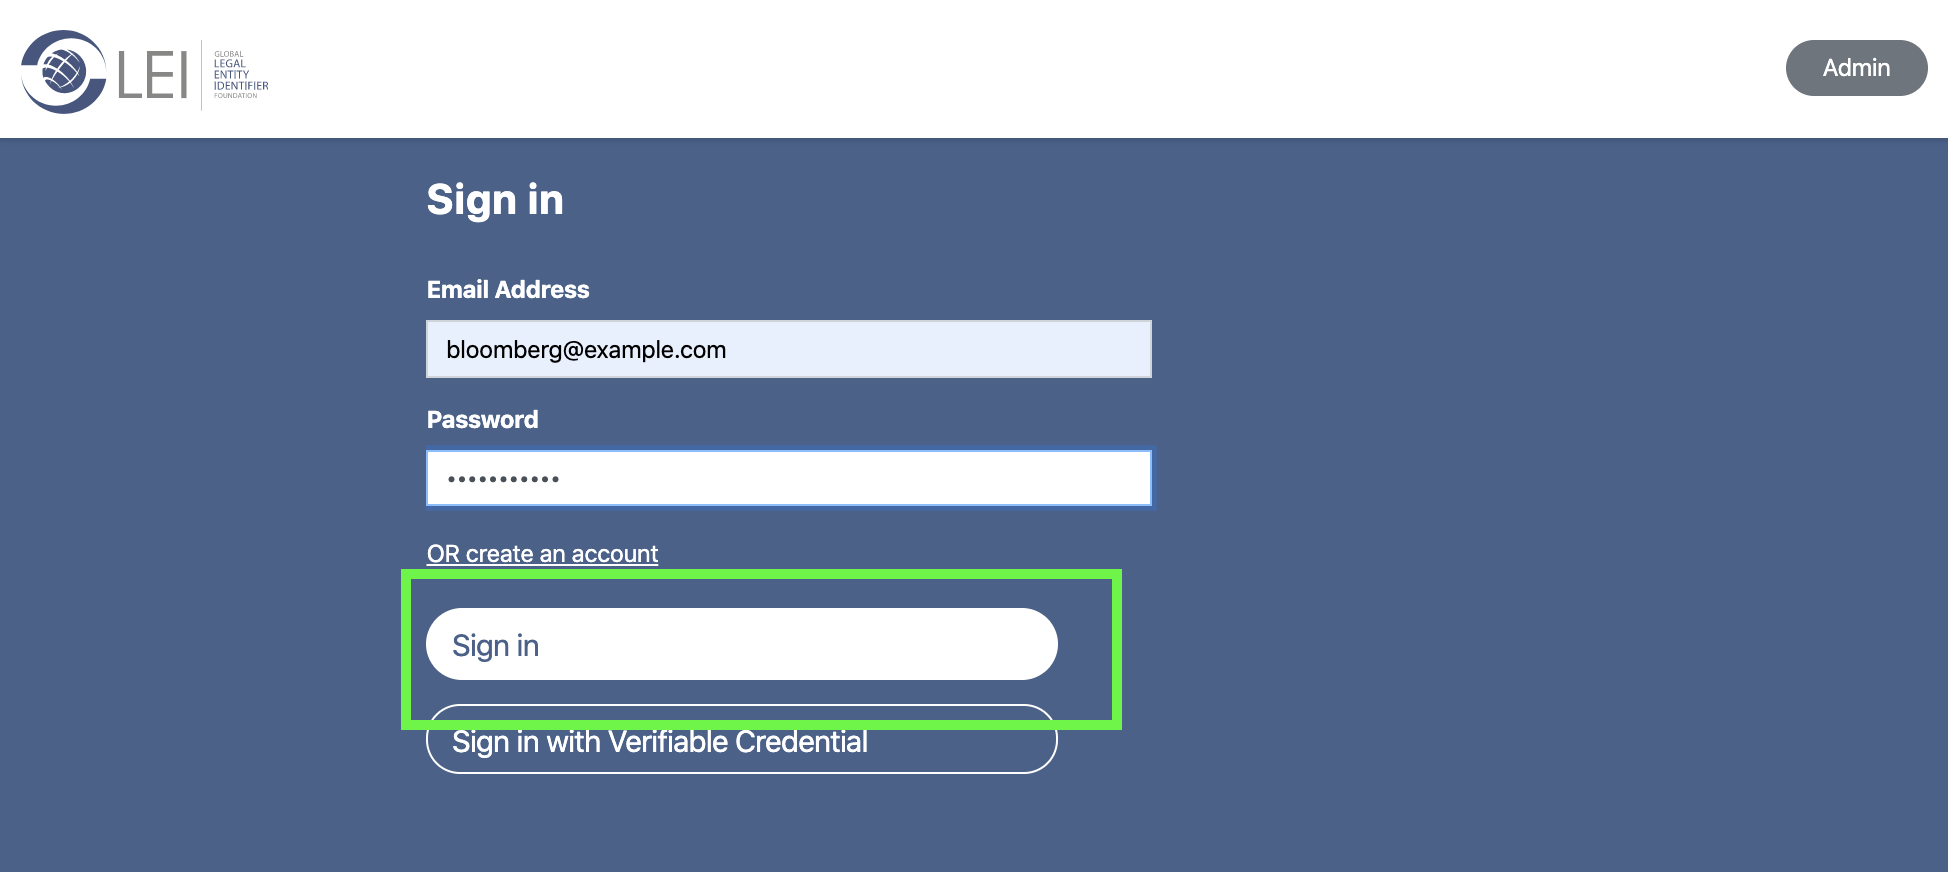 LEI
GLOBAL
LEGAL
ENTITY
IDENTIFIER
FOUNDATION
Admin
Sign in
Email Address
bloomberg@example.com
Password
•••••••••••
OR create an account
Sign in
Sign in with Verifiable Credential